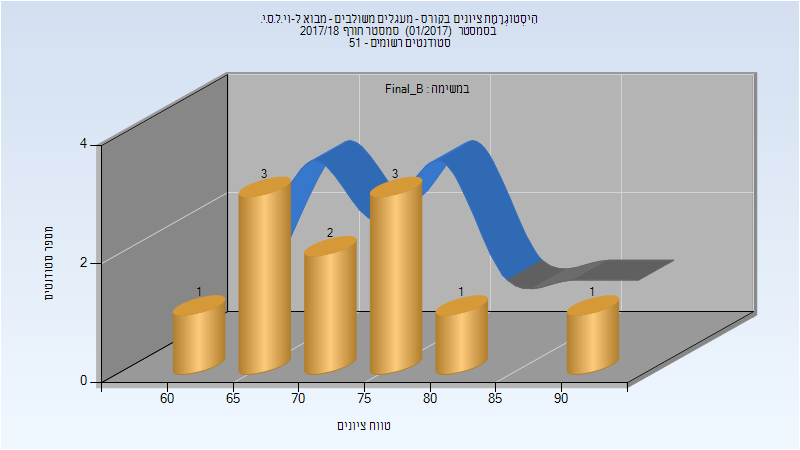 היסטוגרמת ציונים בקורס - מעגלים משולבים - מבוא ל-וי.ל.ס.י.
בסמסטר (01/2017) סמסטר חורף 2017/18
סטודנטים רשומים - 51
במשימה : Final_B
מספר סטודנטים
4
2
0
1
3
2
3
1
1
60 65 70 75 80 85 90
טווח ציונים